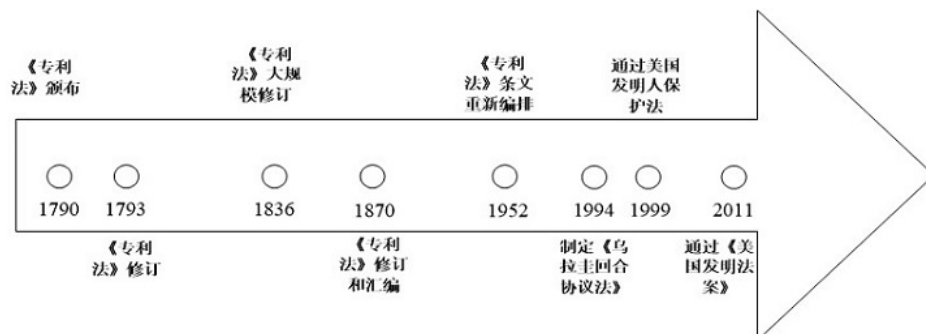 《专利
法》颁布
《专利
法》大规
模修订
《专利
法》条文
重新编排
通过美国
发明人保
护法
1790
1793
1836
1870
1952
1994
1999
2011
《专利
法》修订
《专利
法》修订
和汇编
制定《乌
拉圭回合
协议法》
通过《美
国发明法
案》